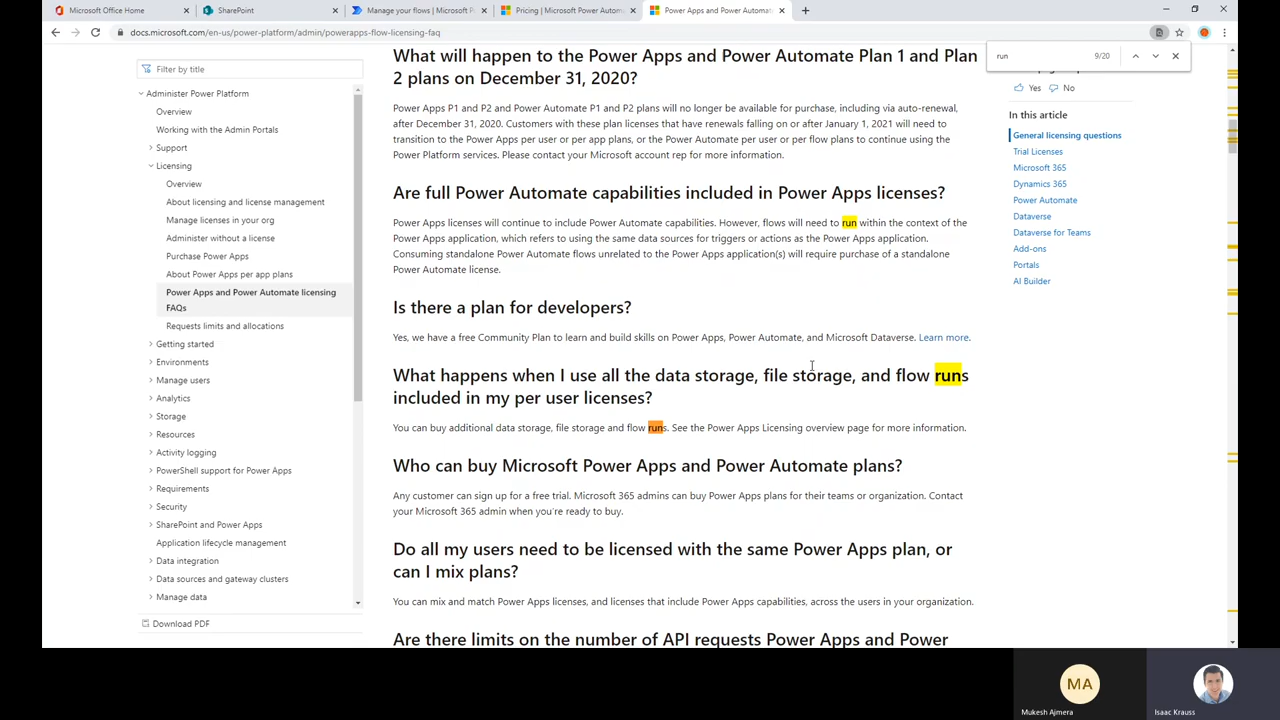 Microsoft Office Home
SharePoint
Manage your flows | Microsoft P
Pricing | Microsoft Power Automa
Power Apps and Power Automate
docs.microsoft.com/en-us/power-platform/admin/powerapps-flow-licensing-faq
run
9/20
Filter by title
Administer Power Platform
Overview
Working with the Admin Portals
Support
Licensing
Overview
About licensing and license management
Manage licenses in your org
Administer without a license
Purchase Power Apps
About Power Apps per app plans
Power Apps and Power Automate licensing
FAQs
Requests limits and allocations
Getting started
Environments
Manage users
Analytics
Storage
Resources
Activity logging
PowerShell support for Power Apps
Requirements
Security
SharePoint and Power Apps
Application lifecycle management
Data integration
Data sources and gateway clusters
Manage data
Download PDF
What will happen to the Power Apps and Power Automate Plan 1 and Plan
2 plans on December 31, 2020?
Power Apps P1 and P2 and Power Automate P1 and P2 plans will no longer be available for purchase, including via auto-renewal,
after December 31, 2020. Customers with these plan licenses that have renewals falling on or after January 1, 2021 will need to
transition to the Power Apps per user or per app plans, or the Power Automate per user or per flow plans to continue using the
Power Platform services. Please contact your Microsoft account rep for more information.
Are full Power Automate capabilities included in Power Apps licenses?
Power Apps licenses will continue to include Power Automate capabilities. However, flows will need to run within the context of the
Power Apps application, which refers to using the same data sources for triggers or actions as the Power Apps application.
Consuming standalone Power Automate flows unrelated to the Power Apps application(s) will require purchase of a standalone
Power Automate license.
Is there a plan for developers?
Yes, we have a free Community Plan to learn and build skills on Power Apps, Power Automate, and Microsoft Dataverse. Learn more.
What happens when I use all the data storage, file storage, and flow runs
included in my per user licenses?
You can buy additional data storage, file storage and flow runs. See the Power Apps Licensing overview page for more information.
Who can buy Microsoft Power Apps and Power Automate plans?
Any customer can sign up for a free trial. Microsoft 365 admins can buy Power Apps plans for their teams or organization. Contact
your Microsoft 365 admin when you're ready to buy.
Do all my users need to be licensed with the same Power Apps plan, or
can I mix plans?
You can mix and match Power Apps licenses, and licenses that include Power Apps capabilities, across the users in your organization.
Are there limits on the number of API requests Power Apps and Power
Yes
No
In this article
General licensing questions
Trial Licenses
Microsoft 365
Dynamics 365
Power Automate
Dataverse
Dataverse for Teams
Add-ons
Portals
AI Builder
MA
Mukesh Ajmera
Isaac Krauss